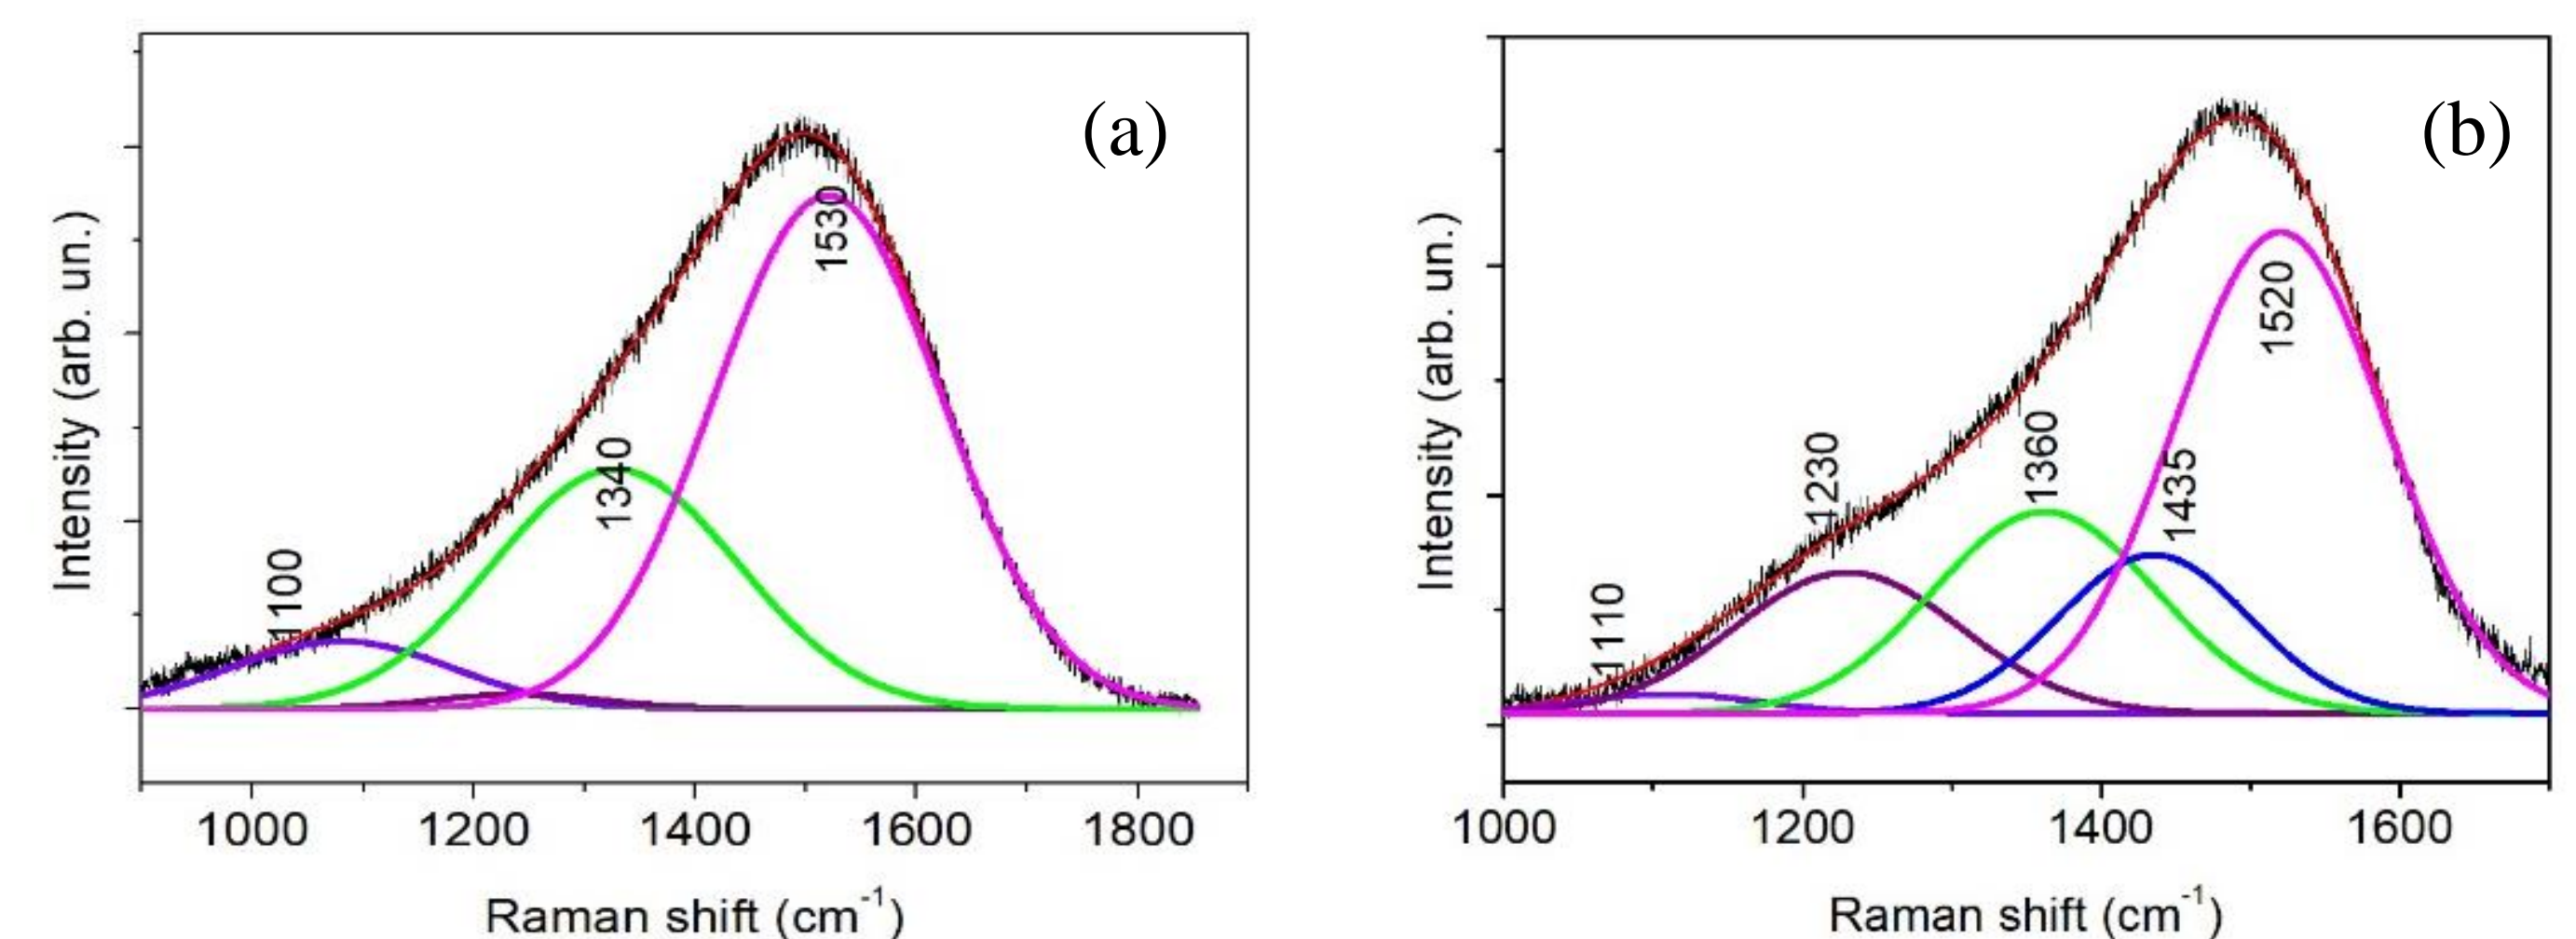 (a)
Intensity (arb. un.)
1100
1340
1530
1000 1200 1400 1600 1800
Raman shift (cm⁻¹)
(b)
Intensity (arb. un.)
1110
1230
1360
1435
1520
1000 1200 1400 1600
Raman shift (cm⁻¹)